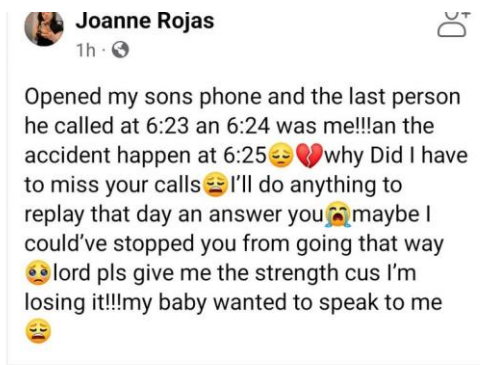 Joanne Rojas
1h ·
Opened my sons phone and the last person
he called at 6:23 an 6:24 was me!!!an the
accident happen at 6:25😔💔why Did I have
to miss your calls😩I'll do anything to
replay that day an answer you😭maybe I
could've stopped you from going that way
🥺lord pls give me the strength cus I'm
losing it!!!my baby wanted to speak to me
😩